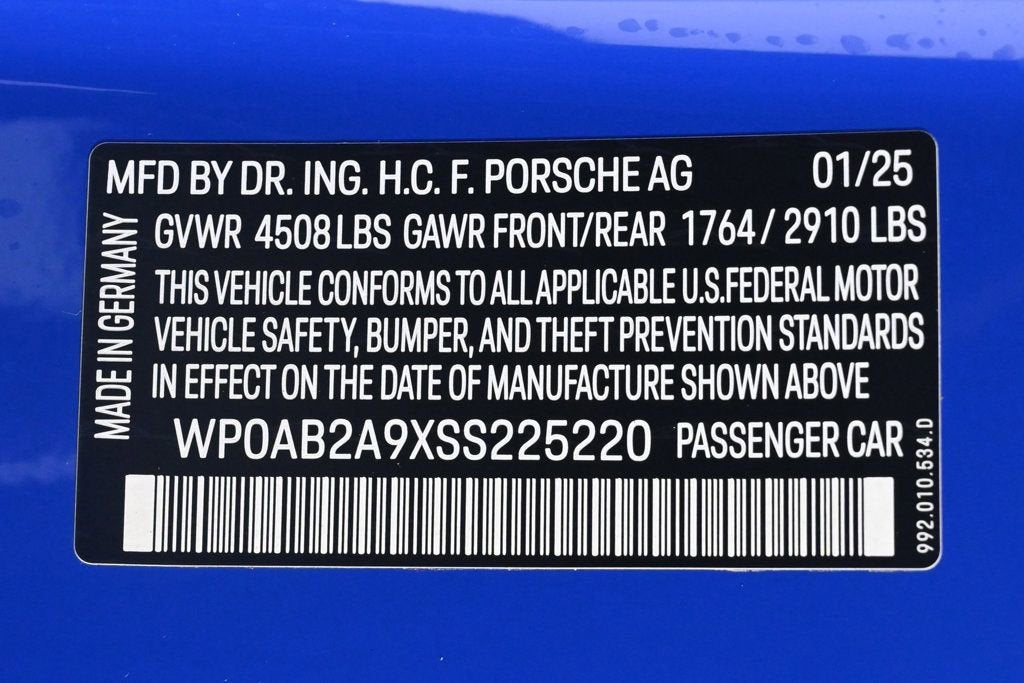 MFD BY DR. ING. H.C. F. PORSCHE AG 01/25
GVWR 4508 LBS GAWR FRONT/REAR 1764 / 2910 LBS
THIS VEHICLE CONFORMS TO ALL APPLICABLE U.S.FEDERAL MOTOR
VEHICLE SAFETY, BUMPER, AND THEFT PREVENTION STANDARDS
IN EFFECT ON THE DATE OF MANUFACTURE SHOWN ABOVE
WP0AB2A9XSS225220 PASSENGER CAR
MADE IN GERMANY
992.010.534.D